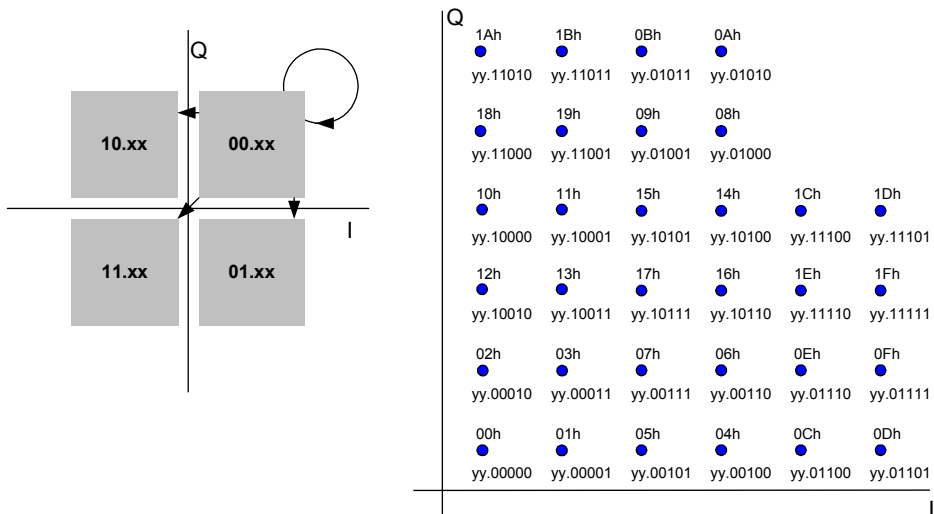 Q
10.xx 00.xx
I
11.xx 01.xx
Q
1Ah 1Bh 0Bh 0Ah
yy.11010 yy.11011 yy.01011 yy.01010
18h 19h 09h 08h
yy.11000 yy.11001 yy.01001 yy.01000
10h 11h 15h 14h 1Ch 1Dh
yy.10000 yy.10001 yy.10101 yy.10100 yy.11100 yy.11101
12h 13h 17h 16h 1Eh 1Fh
yy.10010 yy.10011 yy.10111 yy.10110 yy.11110 yy.11111
02h 03h 07h 06h 0Eh 0Fh
yy.00010 yy.00011 yy.00111 yy.00110 yy.01110 yy.01111
00h 01h 05h 04h 0Ch 0Dh
yy.00000 yy.00001 yy.00101 yy.00100 yy.01100 yy.01101
I